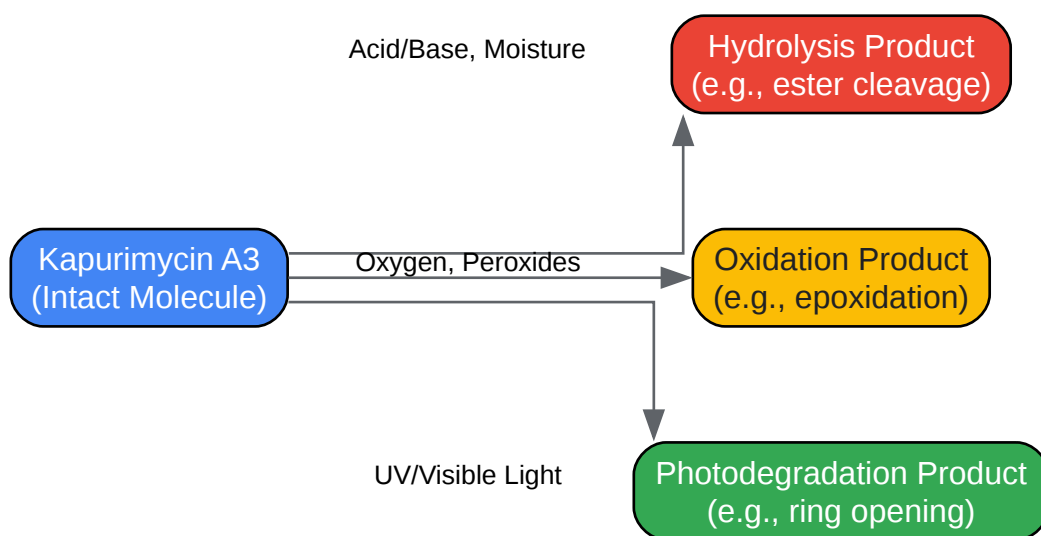 Acid/Base, Moisture
Hydrolysis Product
(e.g., ester cleavage)
Kapurimycin A3
(Intact Molecule)
Oxygen, Peroxides
Oxidation Product
(e.g., epoxidation)
UV/Visible Light
Photodegradation Product
(e.g., ring opening)